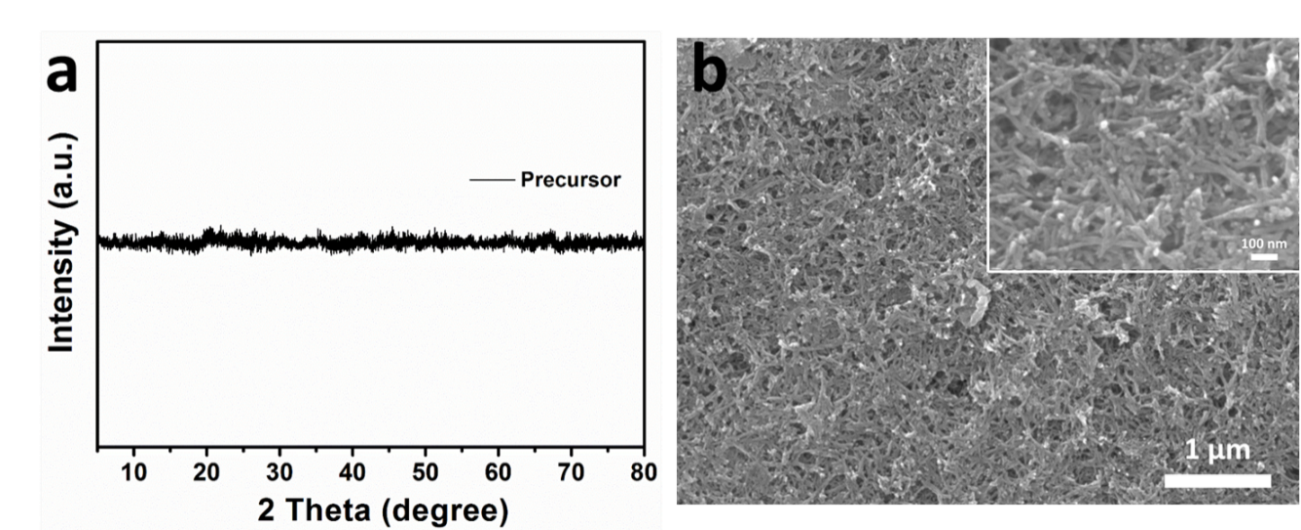 a
Intensity (a.u.)
Precursor
10 20 30 40 50 60 70 80
2 Theta (degree)
b
100 nm
1 μm